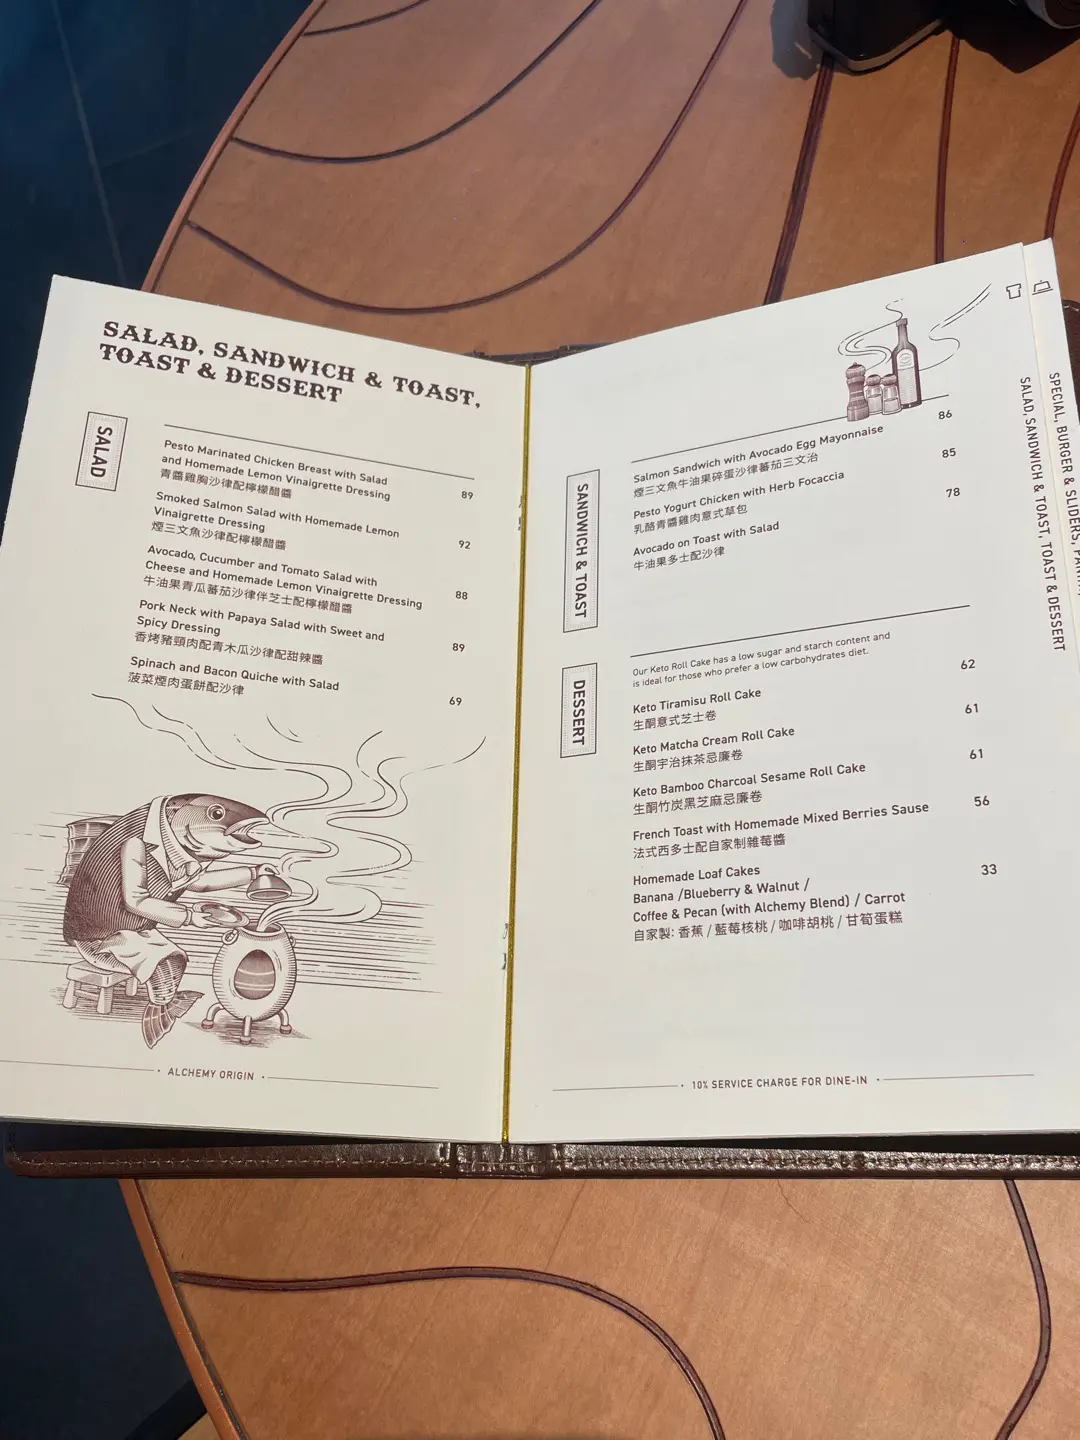 SALAD, SANDWICH & TOAST,
TOAST & DESSERT
SALAD
Pesto Marinated Chicken Breast with Salad
and Homemade Lemon Vinaigrette Dressing 89
青醬雞胸沙律配檸檬醋醬
Smoked Salmon Salad with Homemade Lemon
Vinaigrette Dressing 92
煙三文魚沙律配檸檬醋醬
Avocado, Cucumber and Tomato Salad with
Cheese and Homemade Lemon Vinaigrette Dressing 88
牛油果青瓜蕃茄沙律伴芝士配檸檬醋醬
Pork Neck with Papaya Salad with Sweet and
Spicy Dressing 89
香烤豬頸肉配青木瓜沙律配甜辣醬
Spinach and Bacon Quiche with Salad 69
菠菜煙肉蛋餅配沙律
· ALCHEMY ORIGIN ·
SANDWICH & TOAST
Salmon Sandwich with Avocado Egg Mayonnaise 86
煙三文魚牛油果碎蛋沙律蕃茄三文治
Pesto Yogurt Chicken with Herb Focaccia 85
乳酪青醬雞肉意式草包
Avocado on Toast with Salad 78
牛油果多士配沙律
DESSERT
Our Keto Roll Cake has a low sugar and starch content and
is ideal for those who prefer a low carbohydrates diet.
Keto Tiramisu Roll Cake 62
生酮意式芝士卷
Keto Matcha Cream Roll Cake 61
生酮宇治抹茶忌廉卷
Keto Bamboo Charcoal Sesame Roll Cake 61
生酮竹炭黑芝麻忌廉卷
French Toast with Homemade Mixed Berries Sause 56
法式西多士配自家制雜莓醬
Homemade Loaf Cakes 33
Banana /Blueberry & Walnut /
Coffee & Pecan (with Alchemy Blend) / Carrot
自家製: 香蕉 / 藍莓核桃 / 咖啡胡桃 / 甘筍蛋糕
· 10% SERVICE CHARGE FOR DINE-IN ·
SALAD, SANDWICH & TOAST, TOAST & DESSERT
SPECIAL, BURGER & SLIDERS,